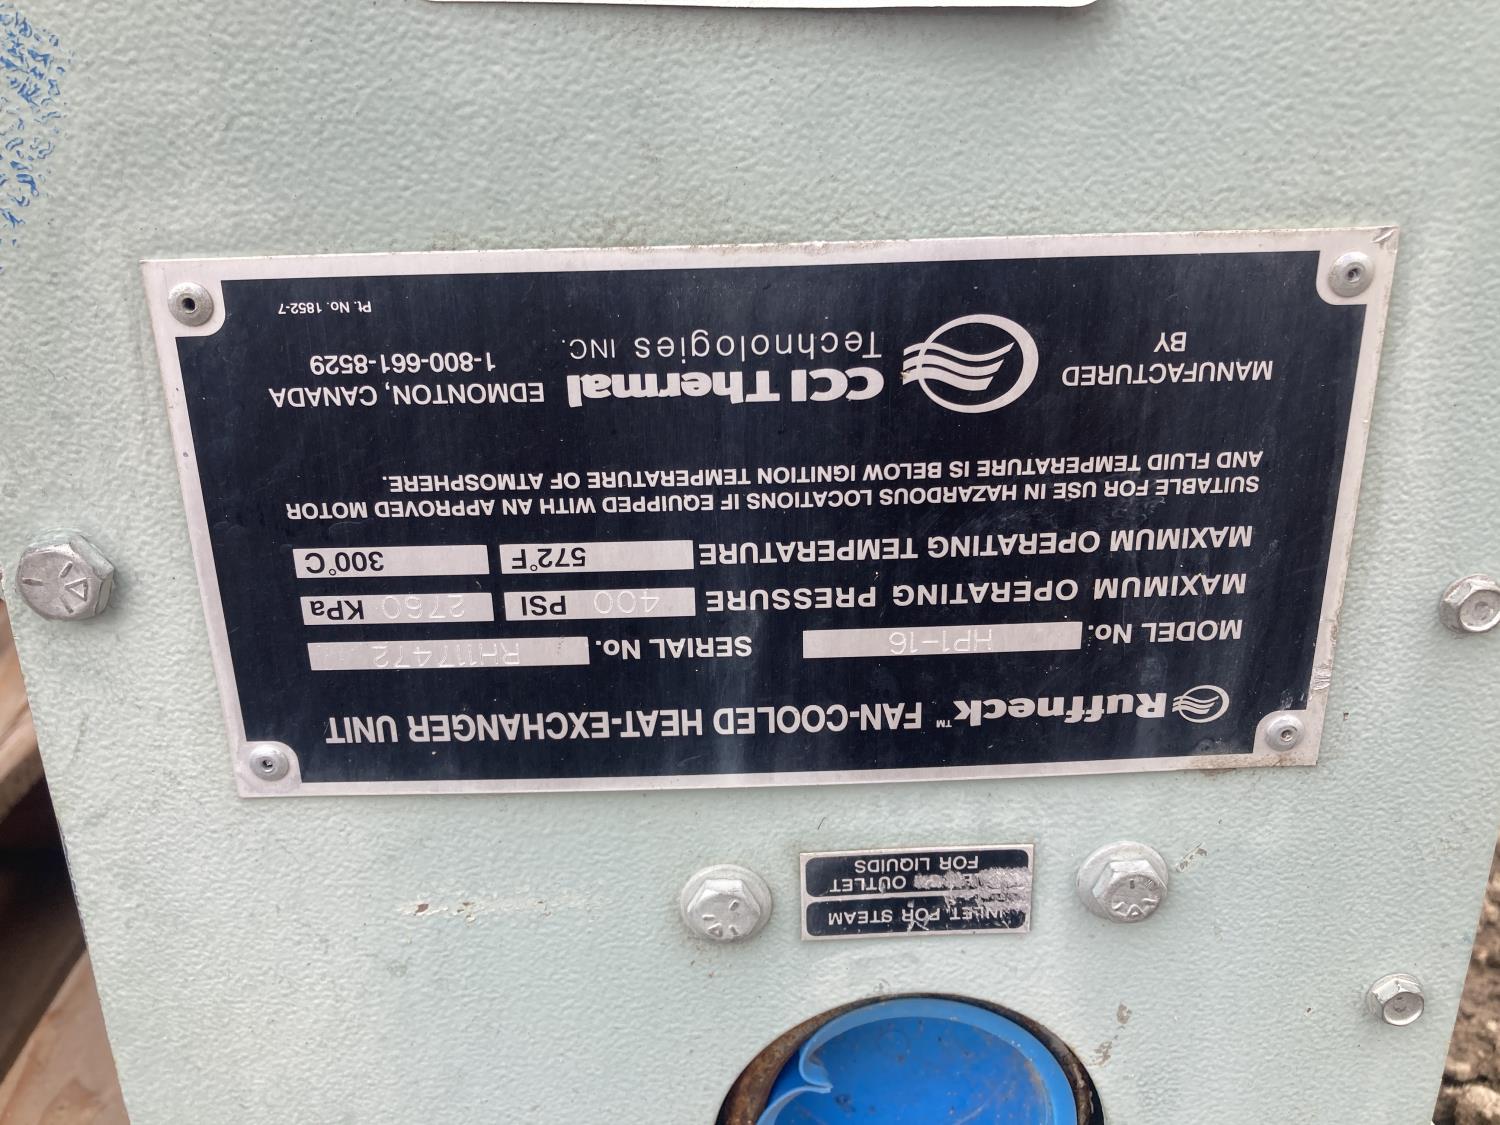 Ruffneck™ FAN-COOLED HEAT-EXCHANGER UNIT
MODEL No. HP1-16 SERIAL No. RH117472
MAXIMUM OPERATING PRESSURE 400 PSI 2760 KPa
MAXIMUM OPERATING TEMPERATURE 572°F 300°C
SUITABLE FOR USE IN HAZARDOUS LOCATIONS IF EQUIPPED WITH AN APPROVED MOTOR
AND FLUID TEMPERATURE IS BELOW IGNITION TEMPERATURE OF ATMOSPHERE.
MANUFACTURED
BY
CCI Thermal
Technologies INC.
EDMONTON, CANADA
1-800-661-8529
Pt. No. 1852-7
INLET FOR STEAM
OUTLET
FOR LIQUIDS